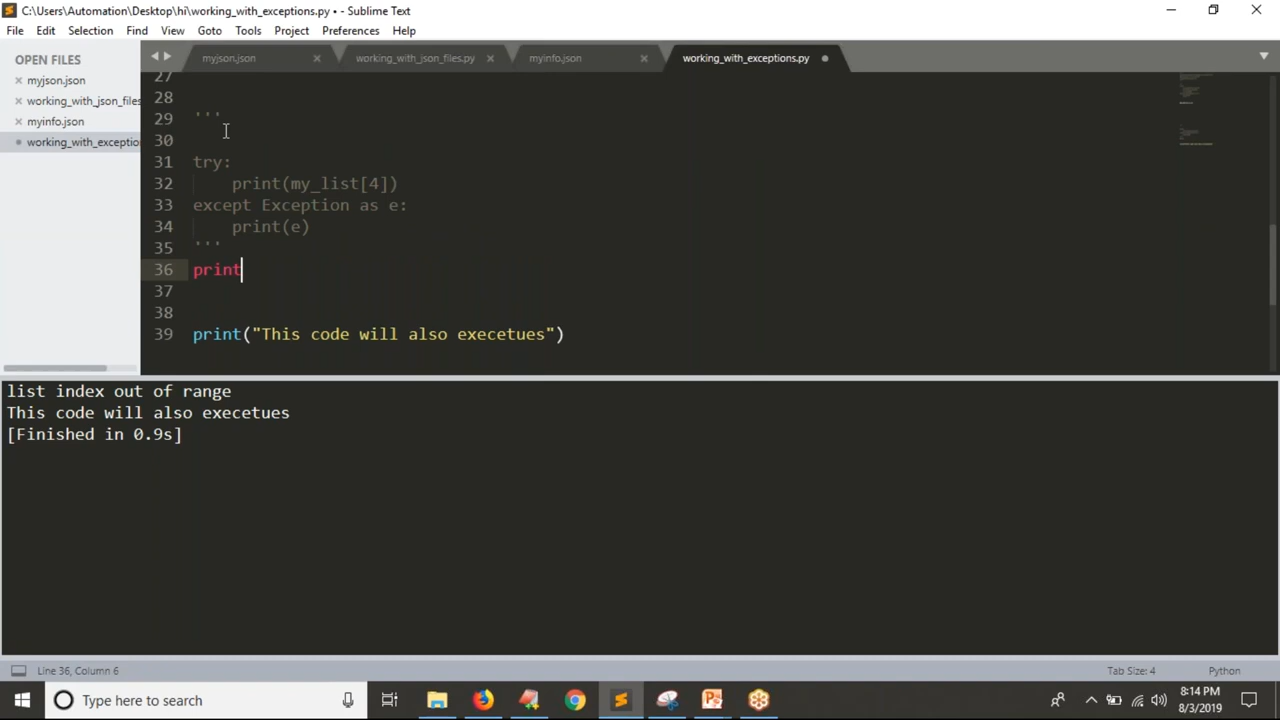 C:\Users\Automation\Desktop\hi\working_with_exceptions.py • - Sublime Text
File Edit Selection View Goto Tools Project Preferences Help
OPEN FILES
myjson.json
working_with_json_files
myinfo.json
working_with_exceptio
myjson.json working_with_json_files.py myinfo.json working_with_exceptions.py
27
28
29 '''
30
31 try:
32 print(my_list[4])
33 except Exception as e:
34 print(e)
35 '''
36 print
37
38
39 print("This code will also execetues")
list index out of range
This code will also execetues
[Finished in 0.9s]
Line 36, Column 6 Tab Size: 4 Python
Type here to search
8:14 PM
8/3/2019